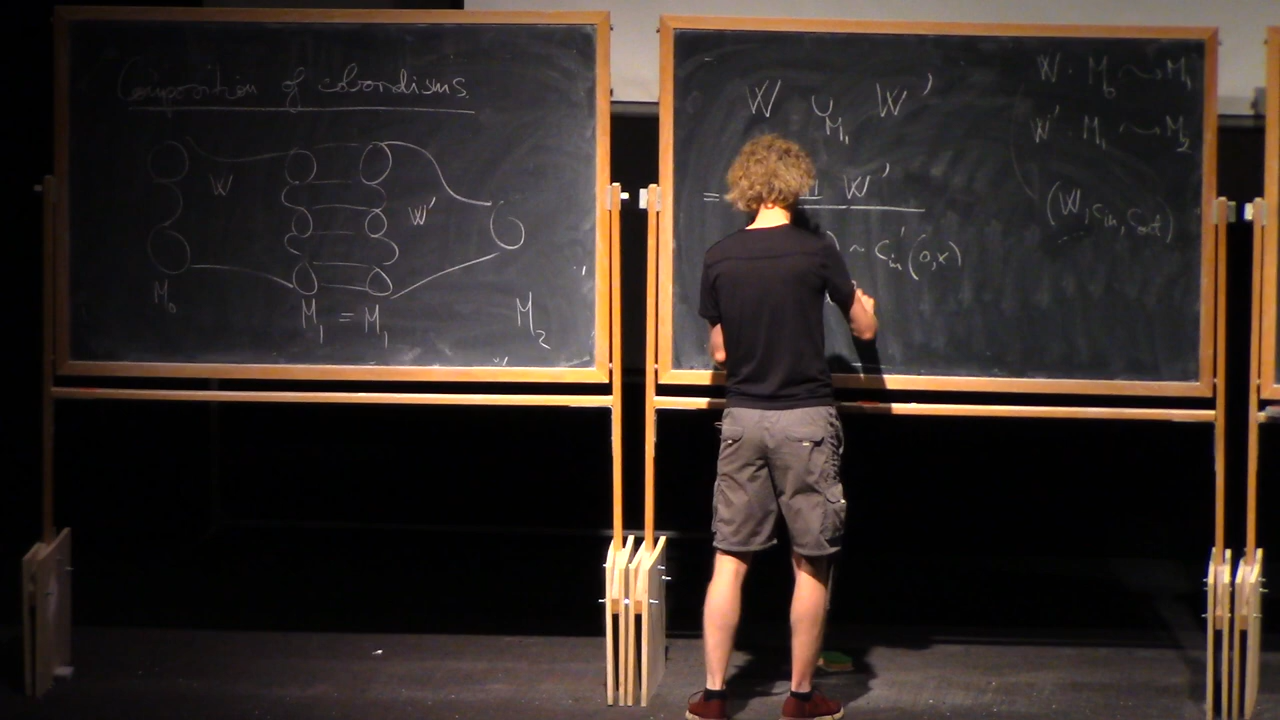 Composition of cobordisms
W
W'
M₀
M₁ = M₁
M₂
W ∪_{M₁} W'
= W'
~ c'ᵢₙ(0,x)
W : M₀ ⇝ M₁
W' : M₁ ⇝ M₂
(W, cᵢₙ, cₒᵤₜ)